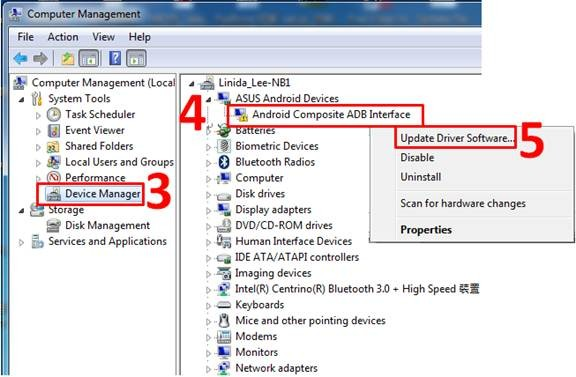 Computer Management
File Action View Help
Computer Management (Local
System Tools
Task Scheduler
Event Viewer
Shared Folders
Local Users and Groups
Performance
Device Manager
3
Storage
Disk Management
Services and Applications
Linida_Lee-NB1
ASUS Android Devices
4
Android Composite ADB Interface
Batteries
Biometric Devices
Bluetooth Radios
Computer
Disk drives
Display adapters
DVD/CD-ROM drives
Human Interface Devices
IDE ATA/ATAPI controllers
Imaging devices
Intel(R) Centrino(R) Bluetooth 3.0 + High Speed 裝置
Keyboards
Mice and other pointing devices
Modems
Monitors
Network adapters
Update Driver Software...
5
Disable
Uninstall
Scan for hardware changes
Properties